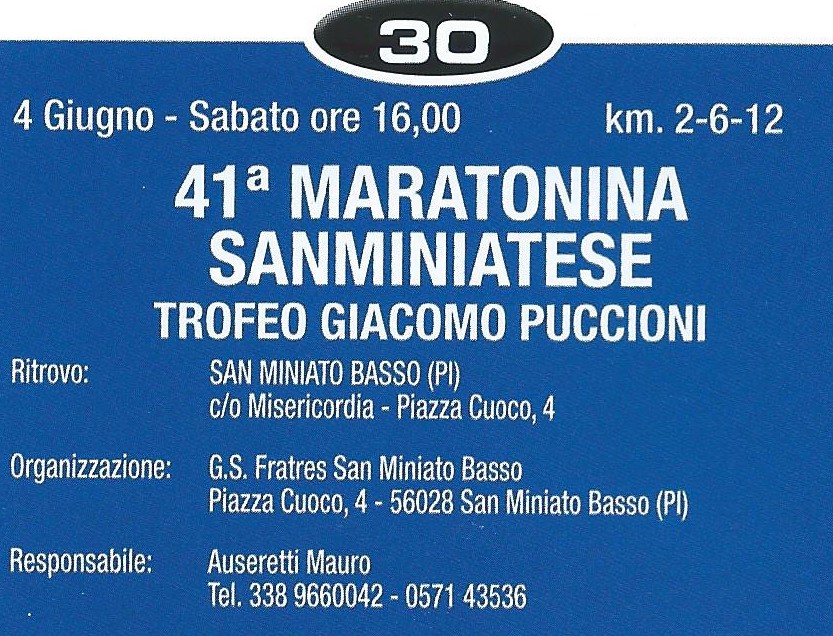 30
4 Giugno - Sabato ore 16,00 km. 2-6-12
41ª MARATONINA
SANMINIATESE
TROFEO GIACOMO PUCCIONI
Ritrovo: SAN MINIATO BASSO (PI)
c/o Misericordia - Piazza Cuoco, 4
Organizzazione: G.S. Fratres San Miniato Basso
Piazza Cuoco, 4 - 56028 San Miniato Basso (PI)
Responsabile: Auseretti Mauro
Tel. 338 9660042 - 0571 43536